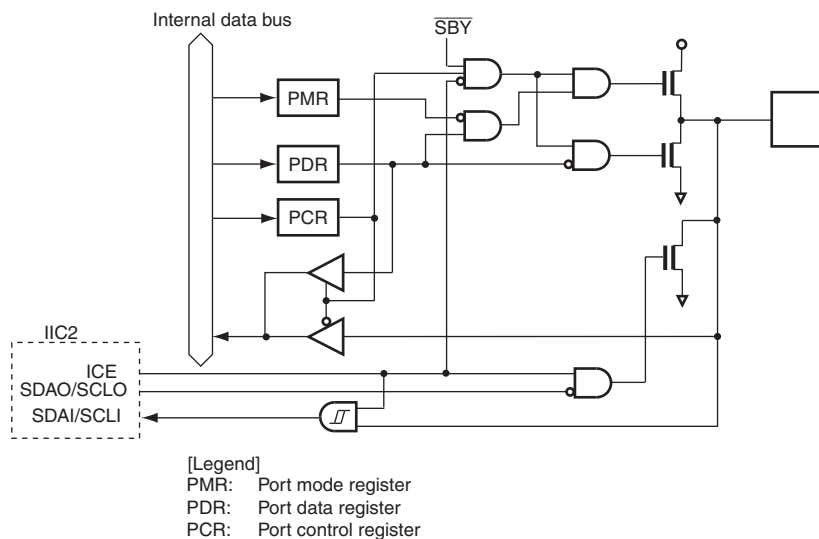 Internal data bus
SBY
PMR
PDR
PCR
IIC2
ICE
SDAO/SCLO
SDAI/SCLI
[Legend]
PMR: Port mode register
PDR: Port data register
PCR: Port control register